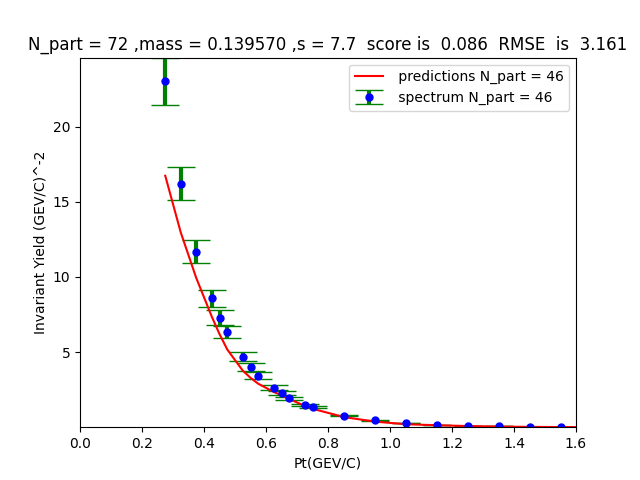 N_part = 72 ,mass = 0.139570 ,s = 7.7  score is  0.086  RMSE  is  3.161
predictions N_part = 46
spectrum N_part = 46
Invariant Yield (GEV/C)^-2
20
15
10
5
0.0 0.2 0.4 0.6 0.8 1.0 1.2 1.4 1.6
Pt(GEV/C)